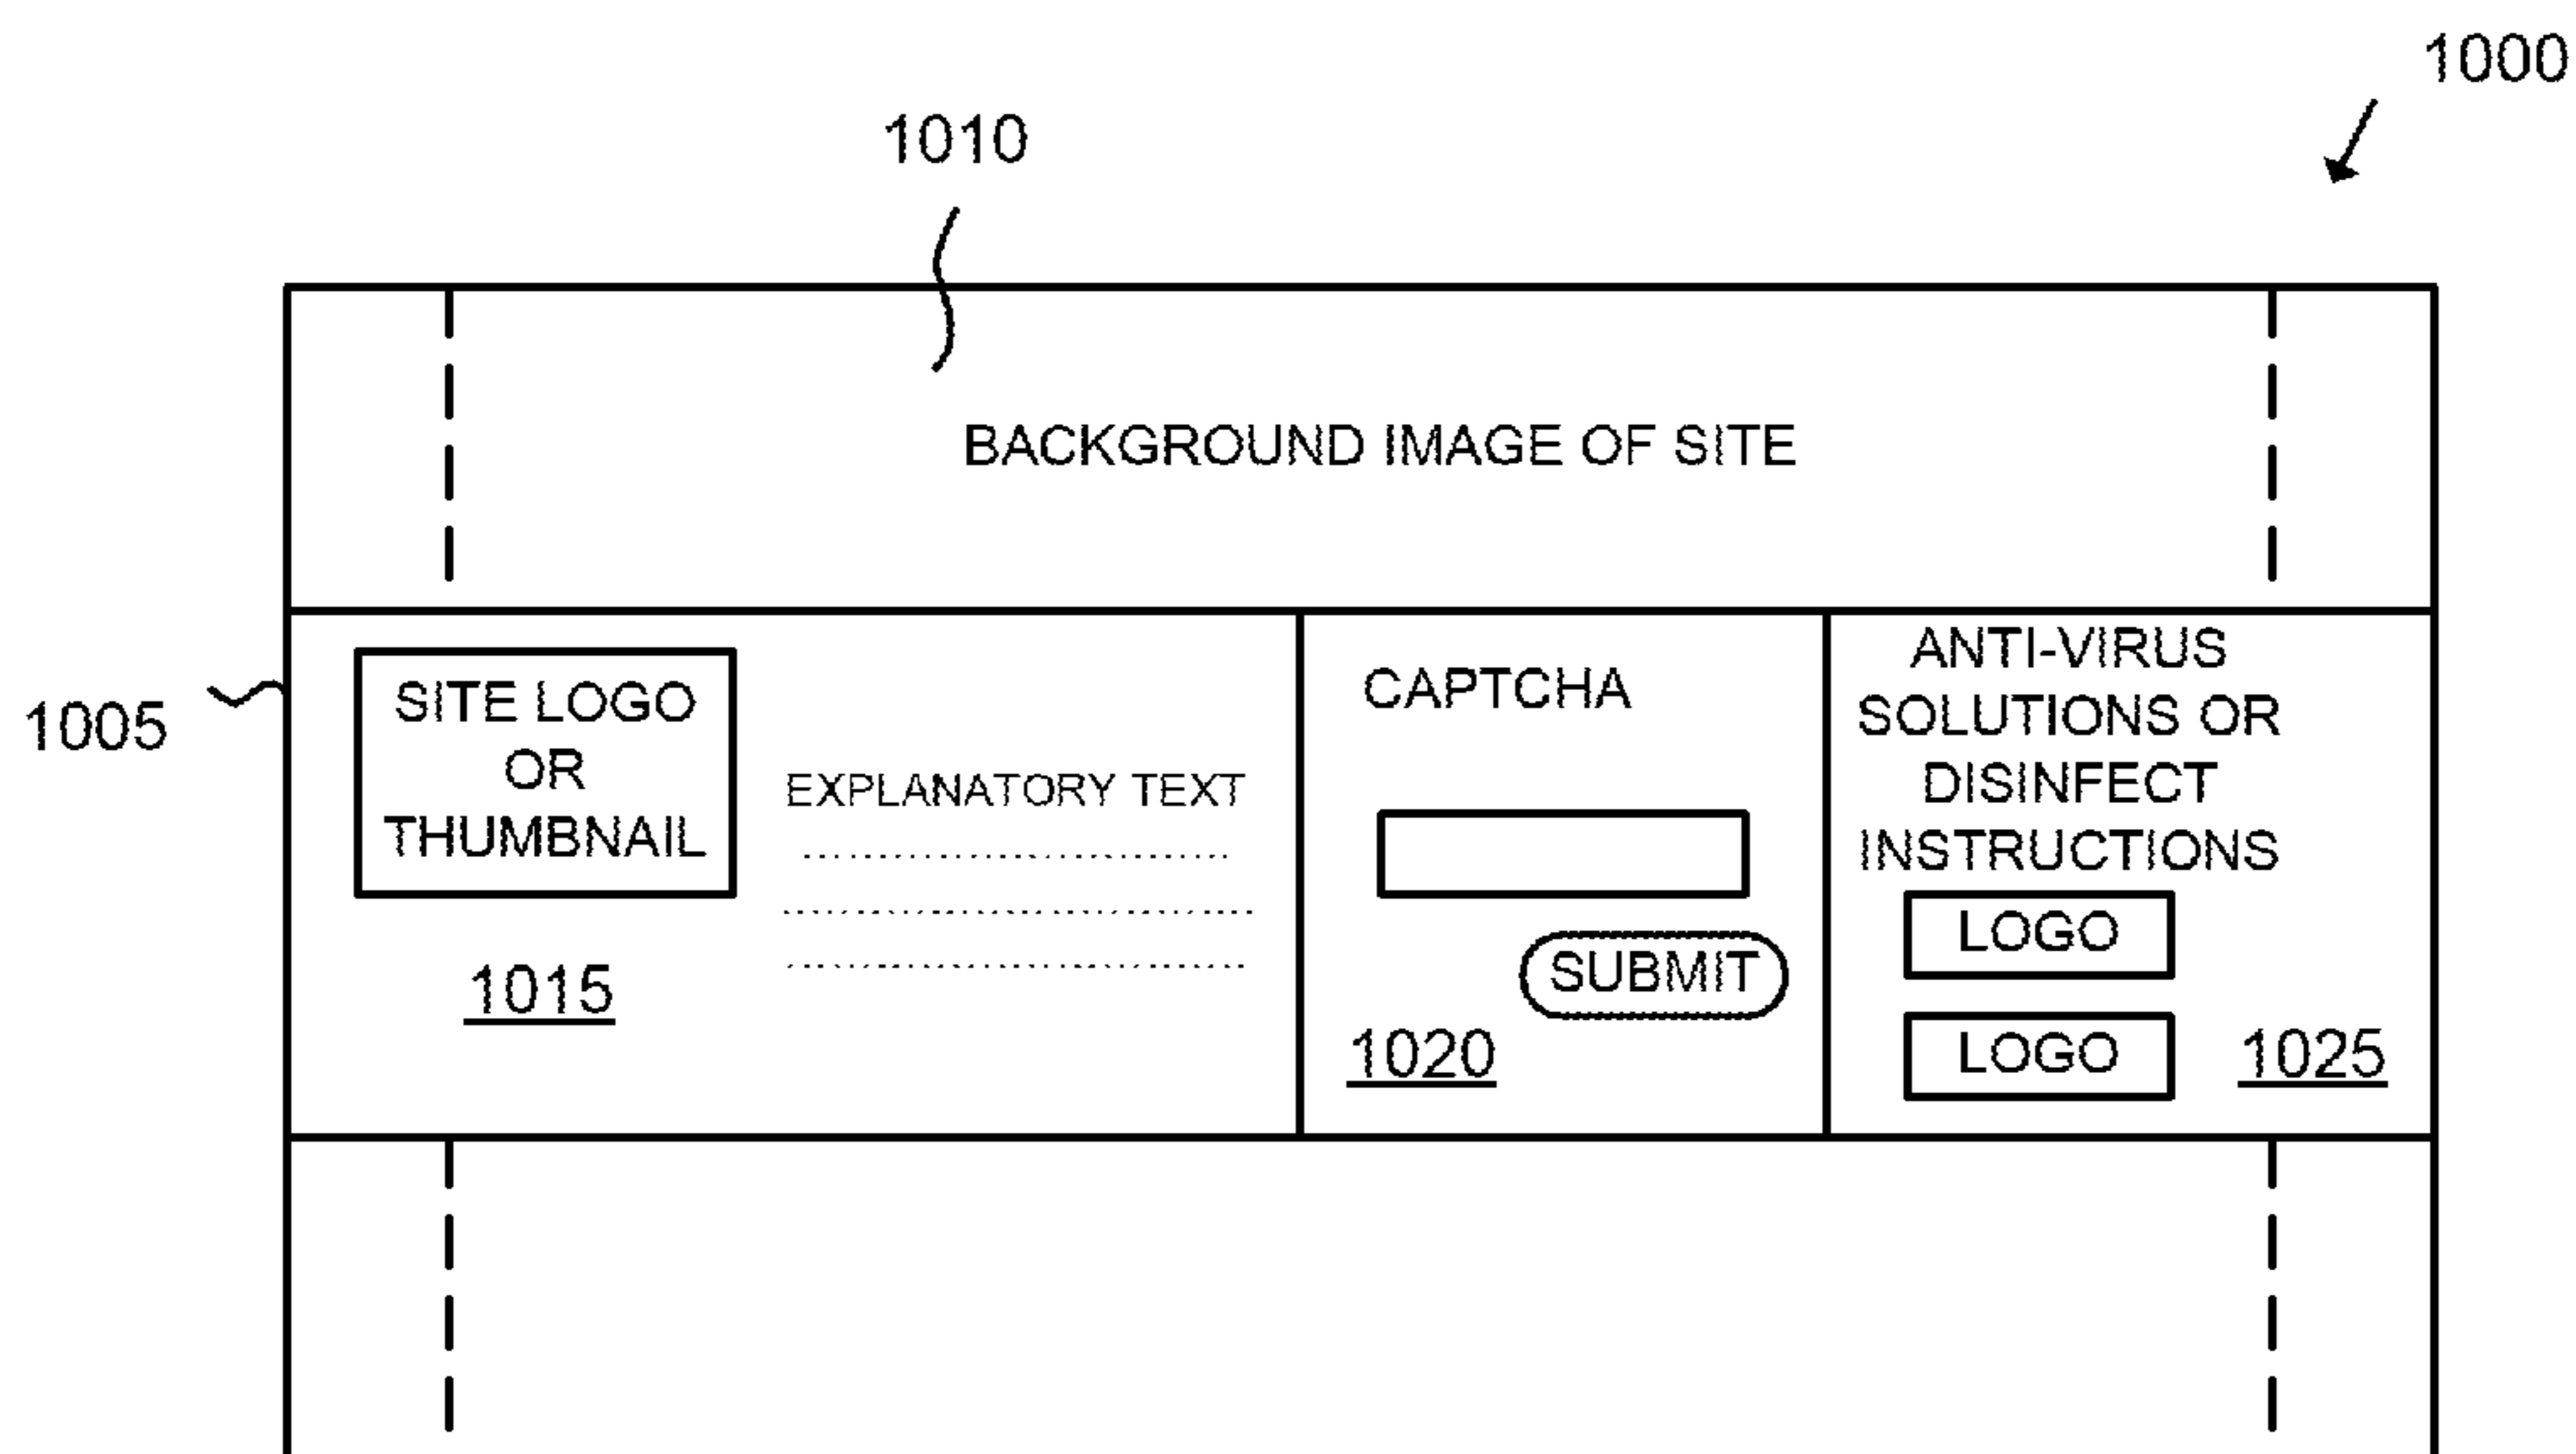 1000
1010
BACKGROUND IMAGE OF SITE
1005
SITE LOGO
OR
THUMBNAIL
EXPLANATORY TEXT
1015
CAPTCHA
SUBMIT
1020
ANTI-VIRUS
SOLUTIONS OR
DISINFECT
INSTRUCTIONS
LOGO
LOGO
1025